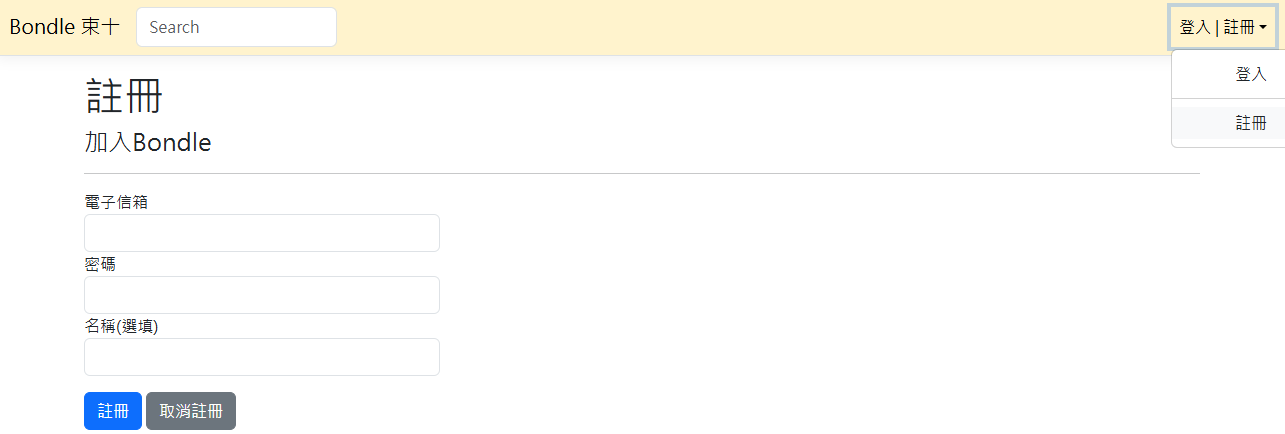 Bondle 束十 Search 登入 | 註冊
登入
註冊
註冊
加入Bondle
電子信箱
密碼
名稱(選填)
註冊 取消註冊